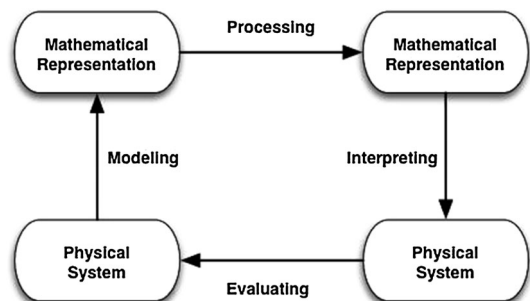 Processing
Mathematical
Representation
Mathematical
Representation
Modeling
Interpreting
Physical
System
Physical
System
Evaluating